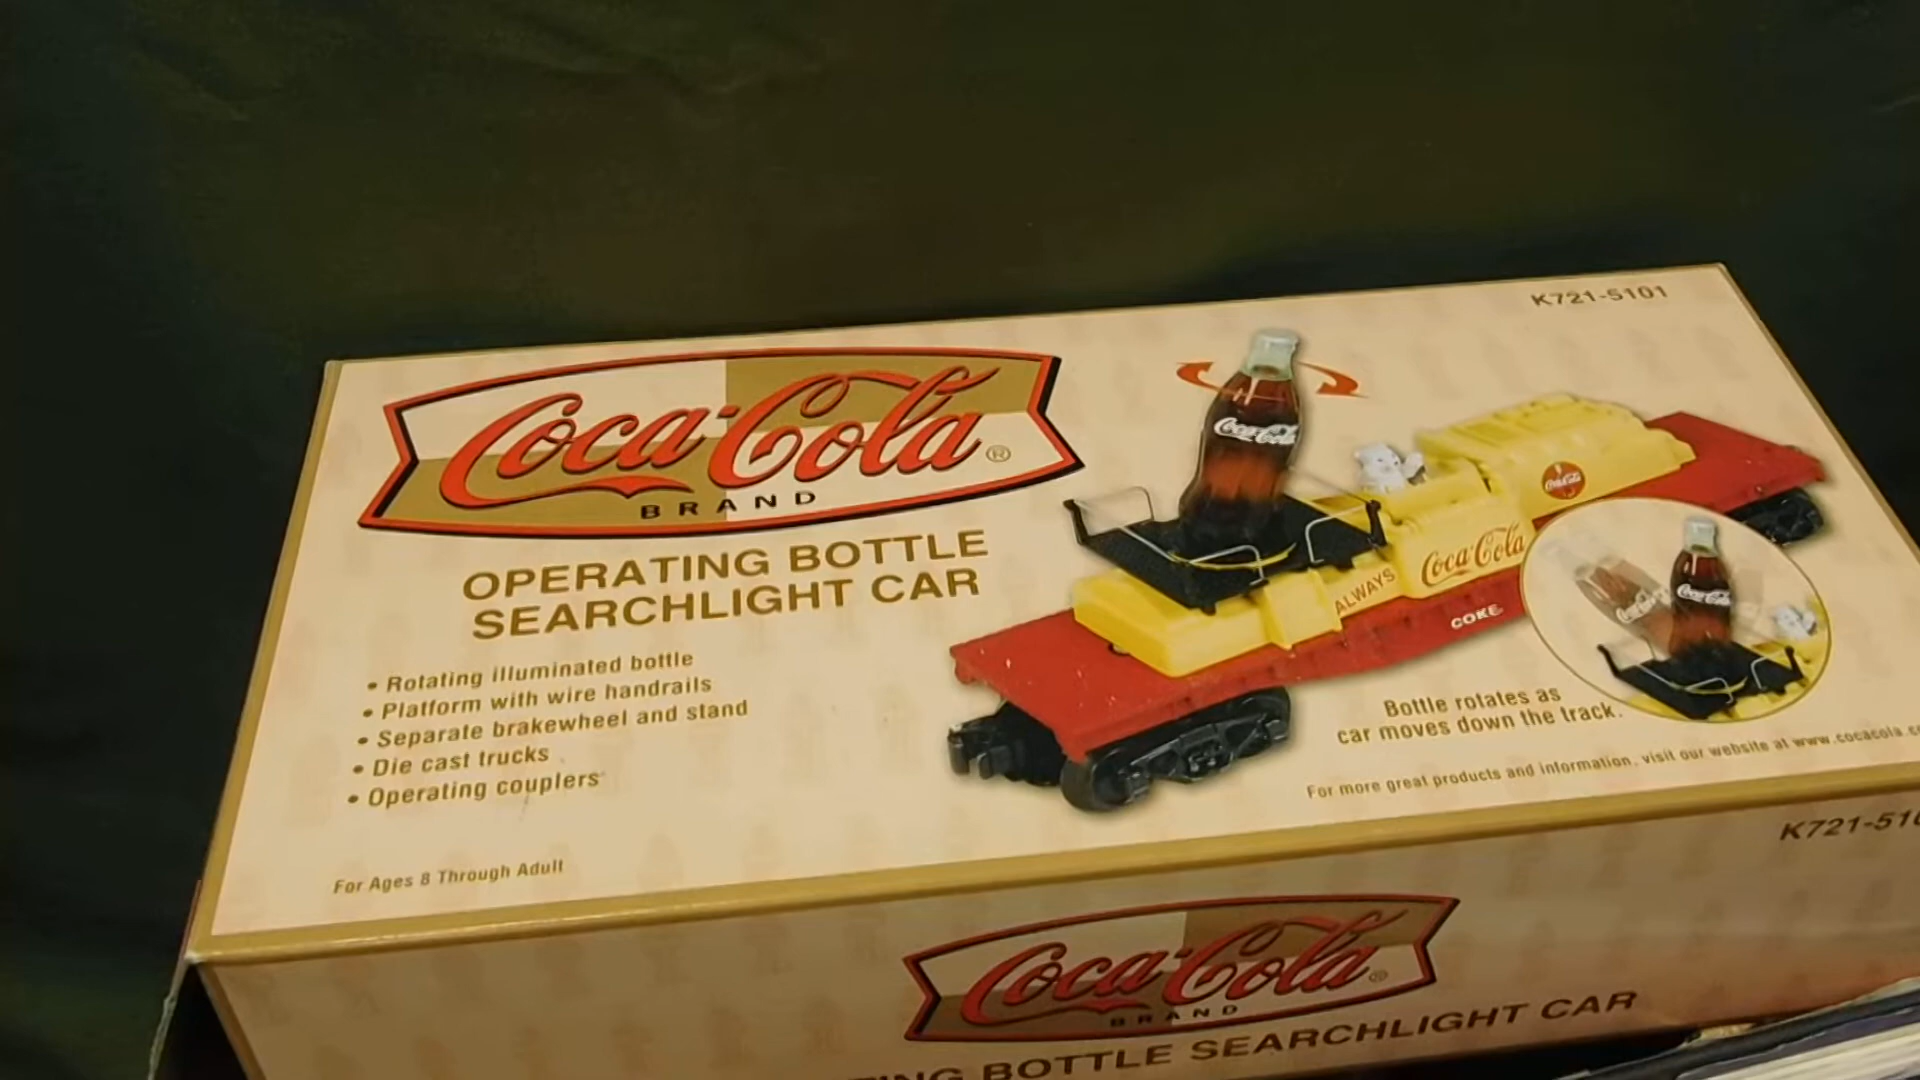 K721-5101
Coca-Cola ®
BRAND
OPERATING BOTTLE
SEARCHLIGHT CAR
• Rotating illuminated bottle
• Platform with wire handrails
• Separate brakewheel and stand
• Die cast trucks
• Operating couplers
For Ages 8 Through Adult
Coca-Cola
Coca-Cola
ALWAYS
Coca-Cola
COKE
Coca-Cola
Bottle rotates as
car moves down the track.
For more great products and information, visit our website at www.cocacola.c
K721-510
Coca-Cola ®
BRAND
BOTTLE SEARCHLIGHT CAR